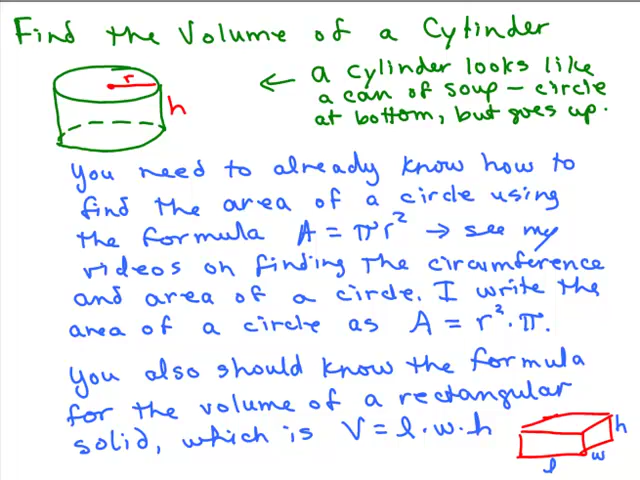 Find the Volume of a Cylinder
r
h
← a cylinder looks like
a can of soup – circle
at bottom, but goes up.
You need to already know how to
find the area of a circle using
the formula A = πr² → see my
videos on finding the circumference
and area of a circle. I write the
area of a circle as A = r²·π.
You also should know the formula
for the volume of a rectangular
solid, which is V = l·w·h
h
w
l